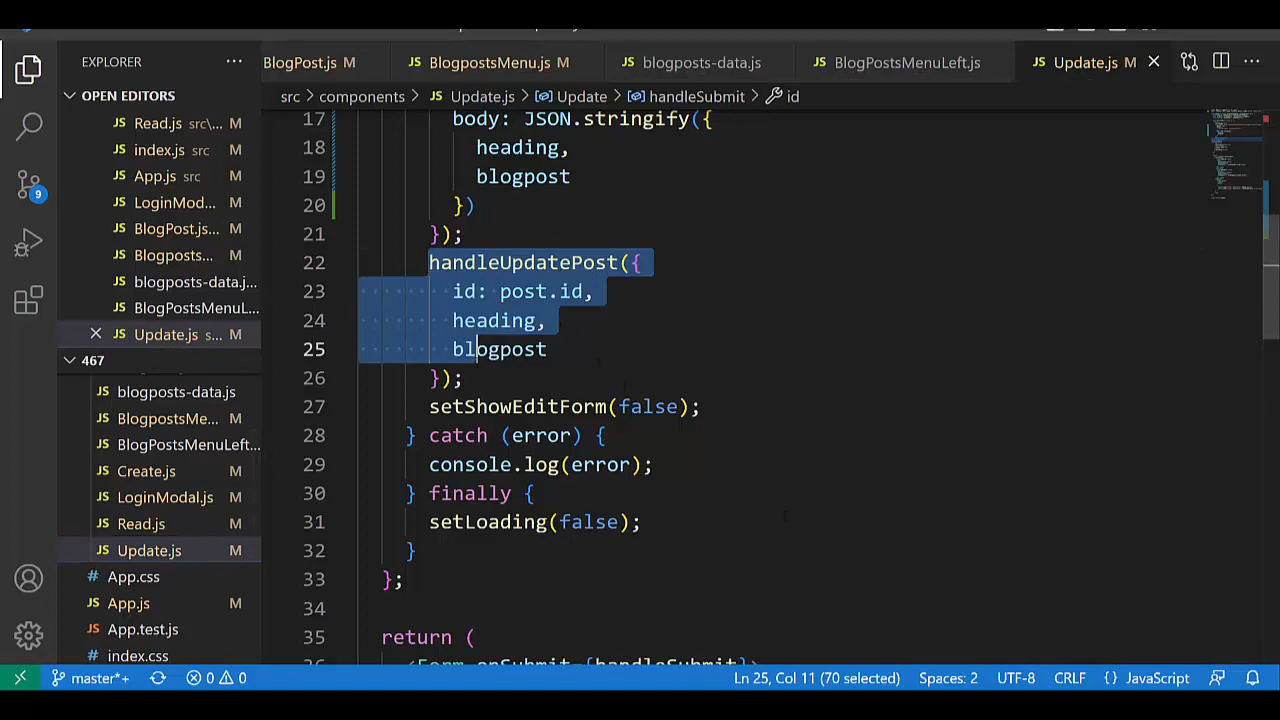 EXPLORER
BlogPost.js M
BlogpostsMenu.js M
blogposts-data.js
BlogPostsMenuLeft.js
Update.js M
OPEN EDITORS
Read.js src\... M
index.js src M
App.js src M
LoginMod... M
BlogPost.js,... M
Blogposts... M
blogposts-data.j...
BlogPostsMenuL...
Update.js s... M
467
blogposts-data.js
BlogpostsMe... M
BlogPostsMenuLeft...
Create.js M
LoginModal.js M
Read.js M
Update.js M
App.css
App.js M
App.test.js
index.css
9
src > components > Update.js > Update > handleSubmit > id
17 body: JSON.stringify({
18 heading,
19 blogpost
20 })
21 });
22 handleUpdatePost({
23 id: post.id,
24 heading,
25 blogpost
26 });
27 setShowEditForm(false);
28 } catch (error) {
29 console.log(error);
30 } finally {
31 setLoading(false);
32 }
33 };
34
35 return (
36 <Form onSubmit={handleSubmit}>
master*+ 0 0 Ln 25, Col 11 (70 selected) Spaces: 2 UTF-8 CRLF {} JavaScript